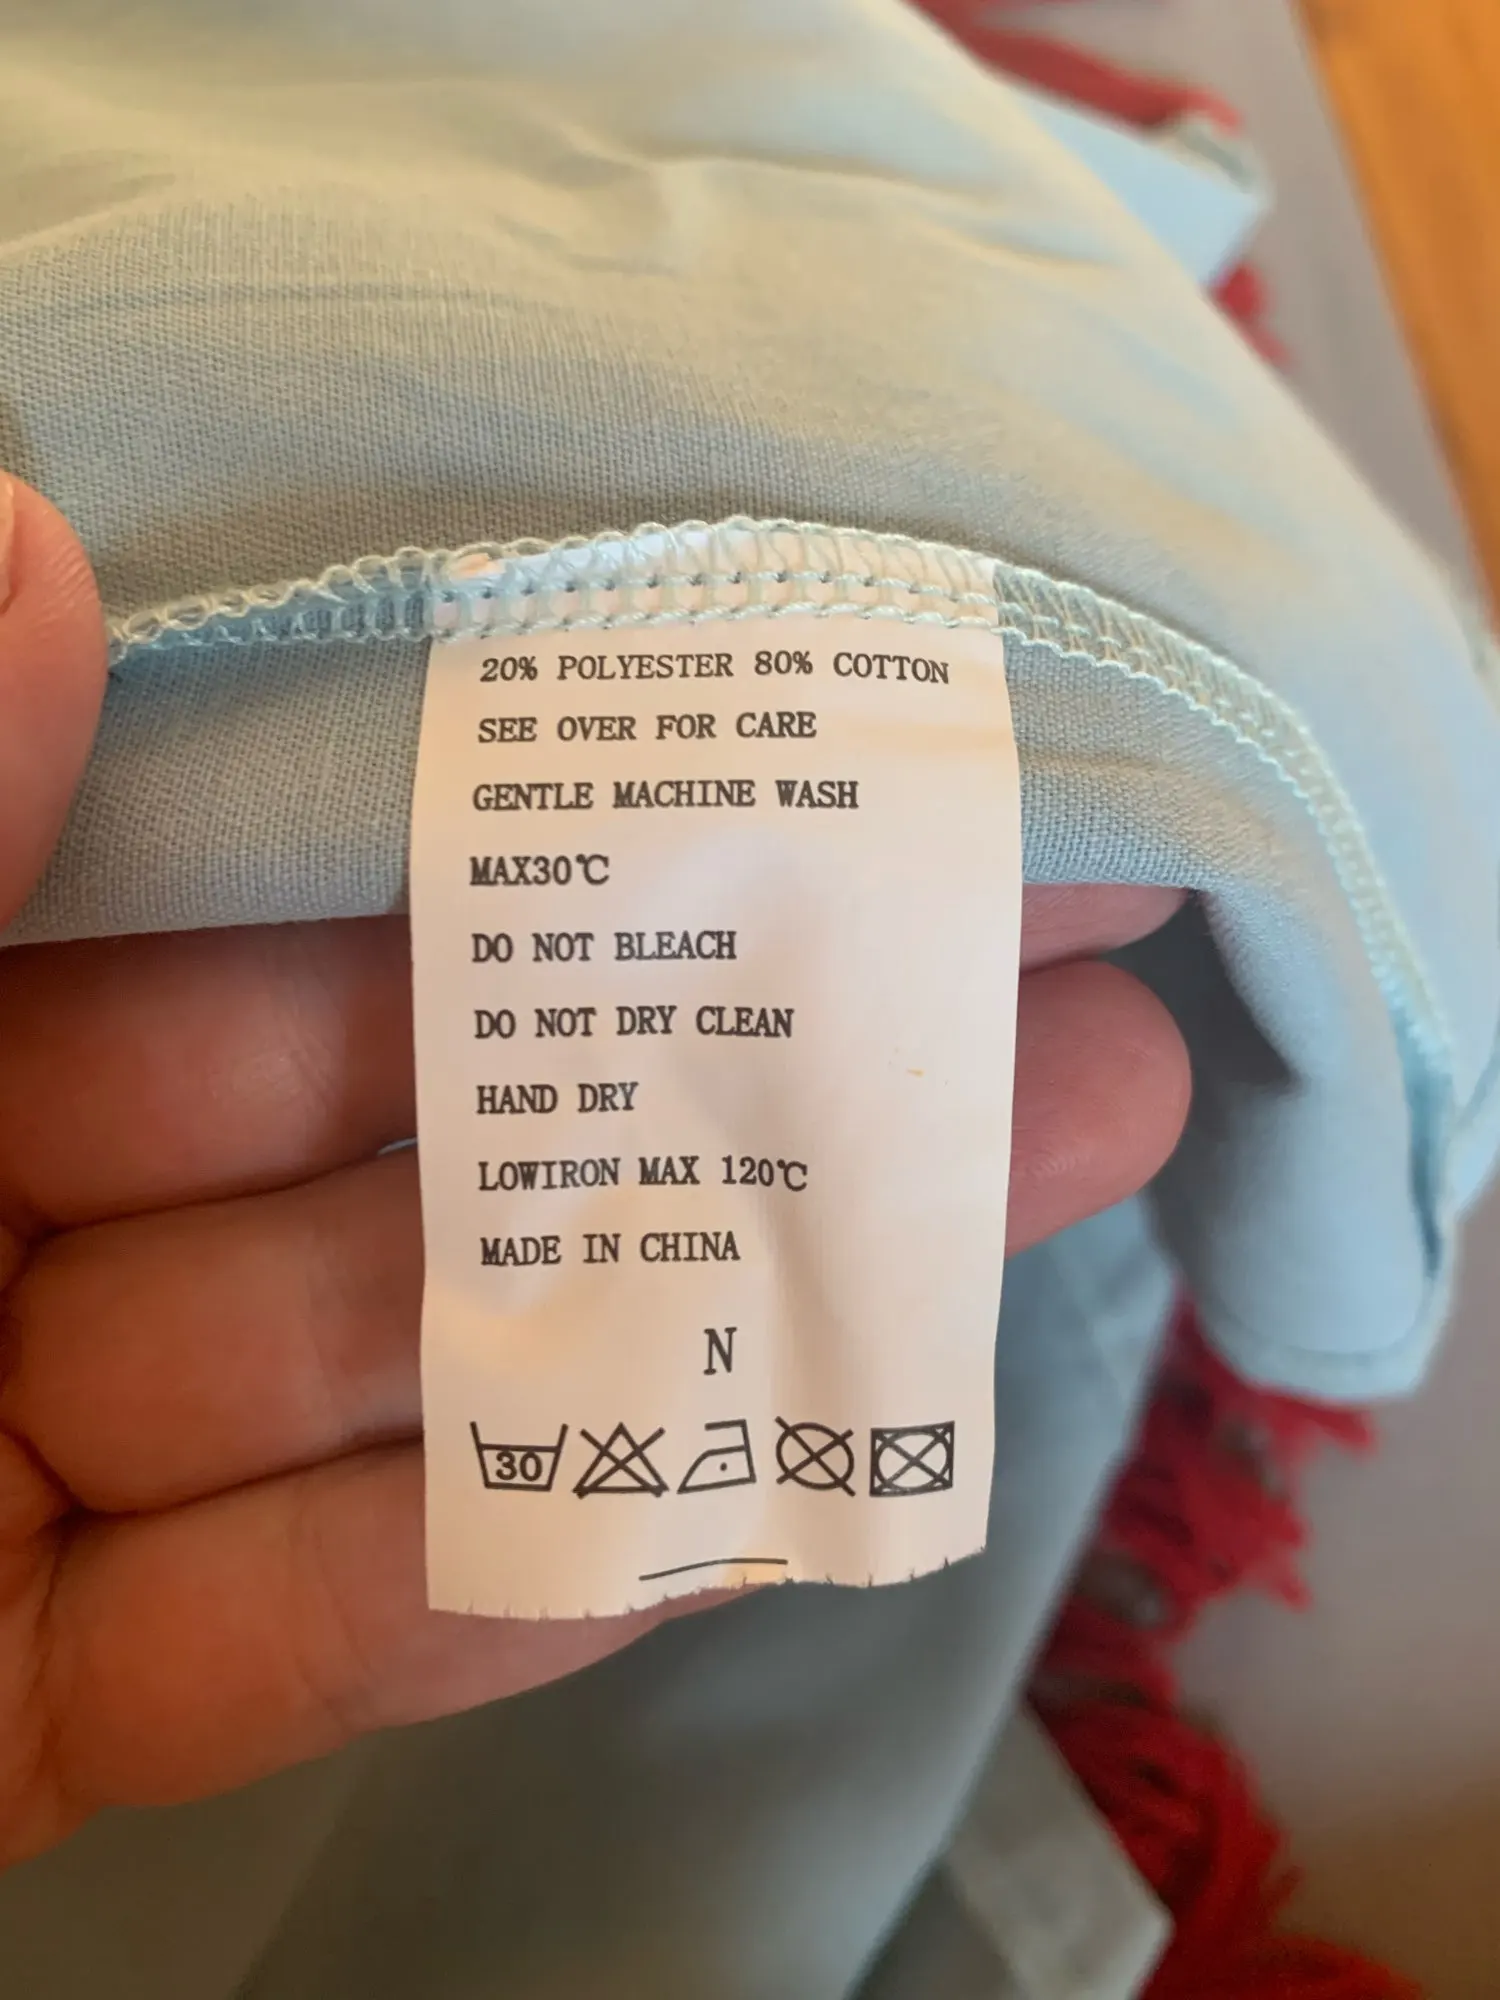 20% POLYESTER 80% COTTON
SEE OVER FOR CARE
GENTLE MACHINE WASH
MAX30℃
DO NOT BLEACH
DO NOT DRY CLEAN
HAND DRY
LOWIRON MAX 120℃
MADE IN CHINA
N
30